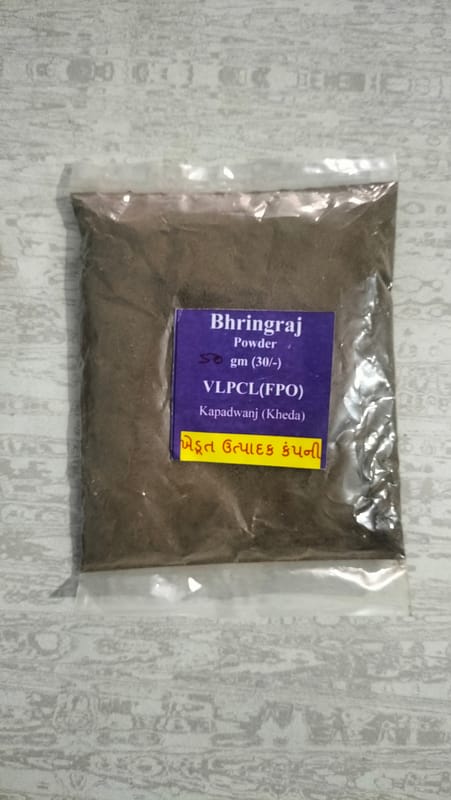 Bhringraj
Powder
50 gm (30/-)
VLPCL(FPO)
Kapadwanj (Kheda)
ખેડૂત ઉત્પાદક કંપની